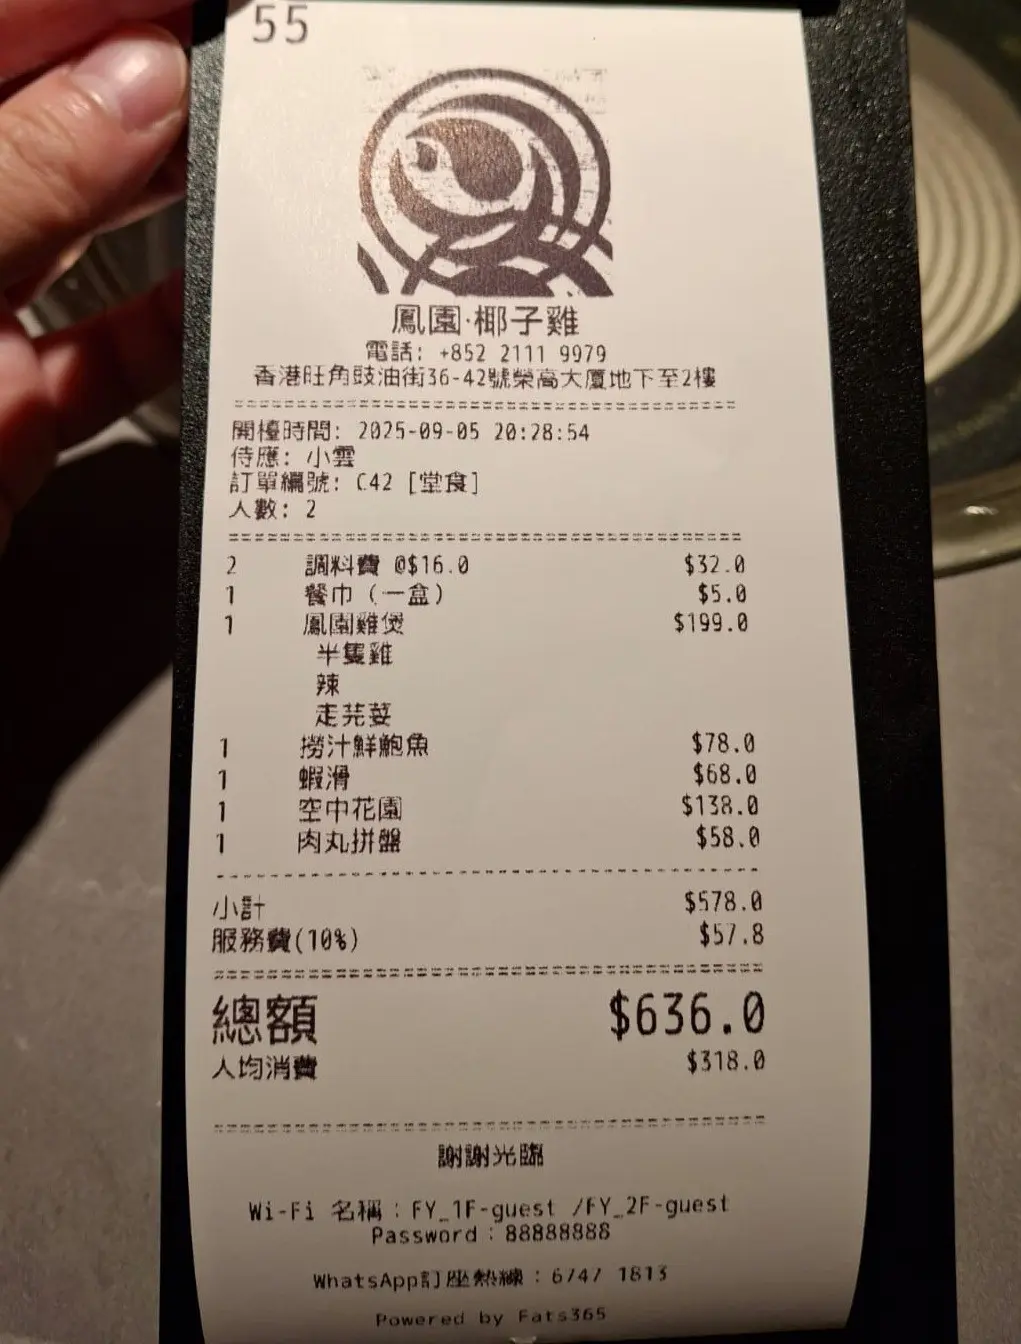 55
鳳園·椰子雞
電話: +852 2111 9979
香港旺角豉油街36-42號榮高大廈地下至2樓
開檯時間: 2025-09-05 20:28:54
侍應: 小雲
訂單編號: C42 [堂食]
人數: 2
2 調料費 @$16.0 $32.0
1 餐巾 (一盒) $5.0
1 鳳園雞煲 $199.0
半隻雞
辣
走芫荽
1 撈汁鮮鮑魚 $78.0
1 蝦滑 $68.0
1 空中花園 $138.0
1 肉丸拼盤 $58.0
小計 $578.0
服務費(10%) $57.8
總額 $636.0
人均消費 $318.0
謝謝光臨
Wi-Fi 名稱：FY_1F-guest /FY_2F-guest
Password：88888888
WhatsApp訂座熱線：6747 1813
Powered by Fats365